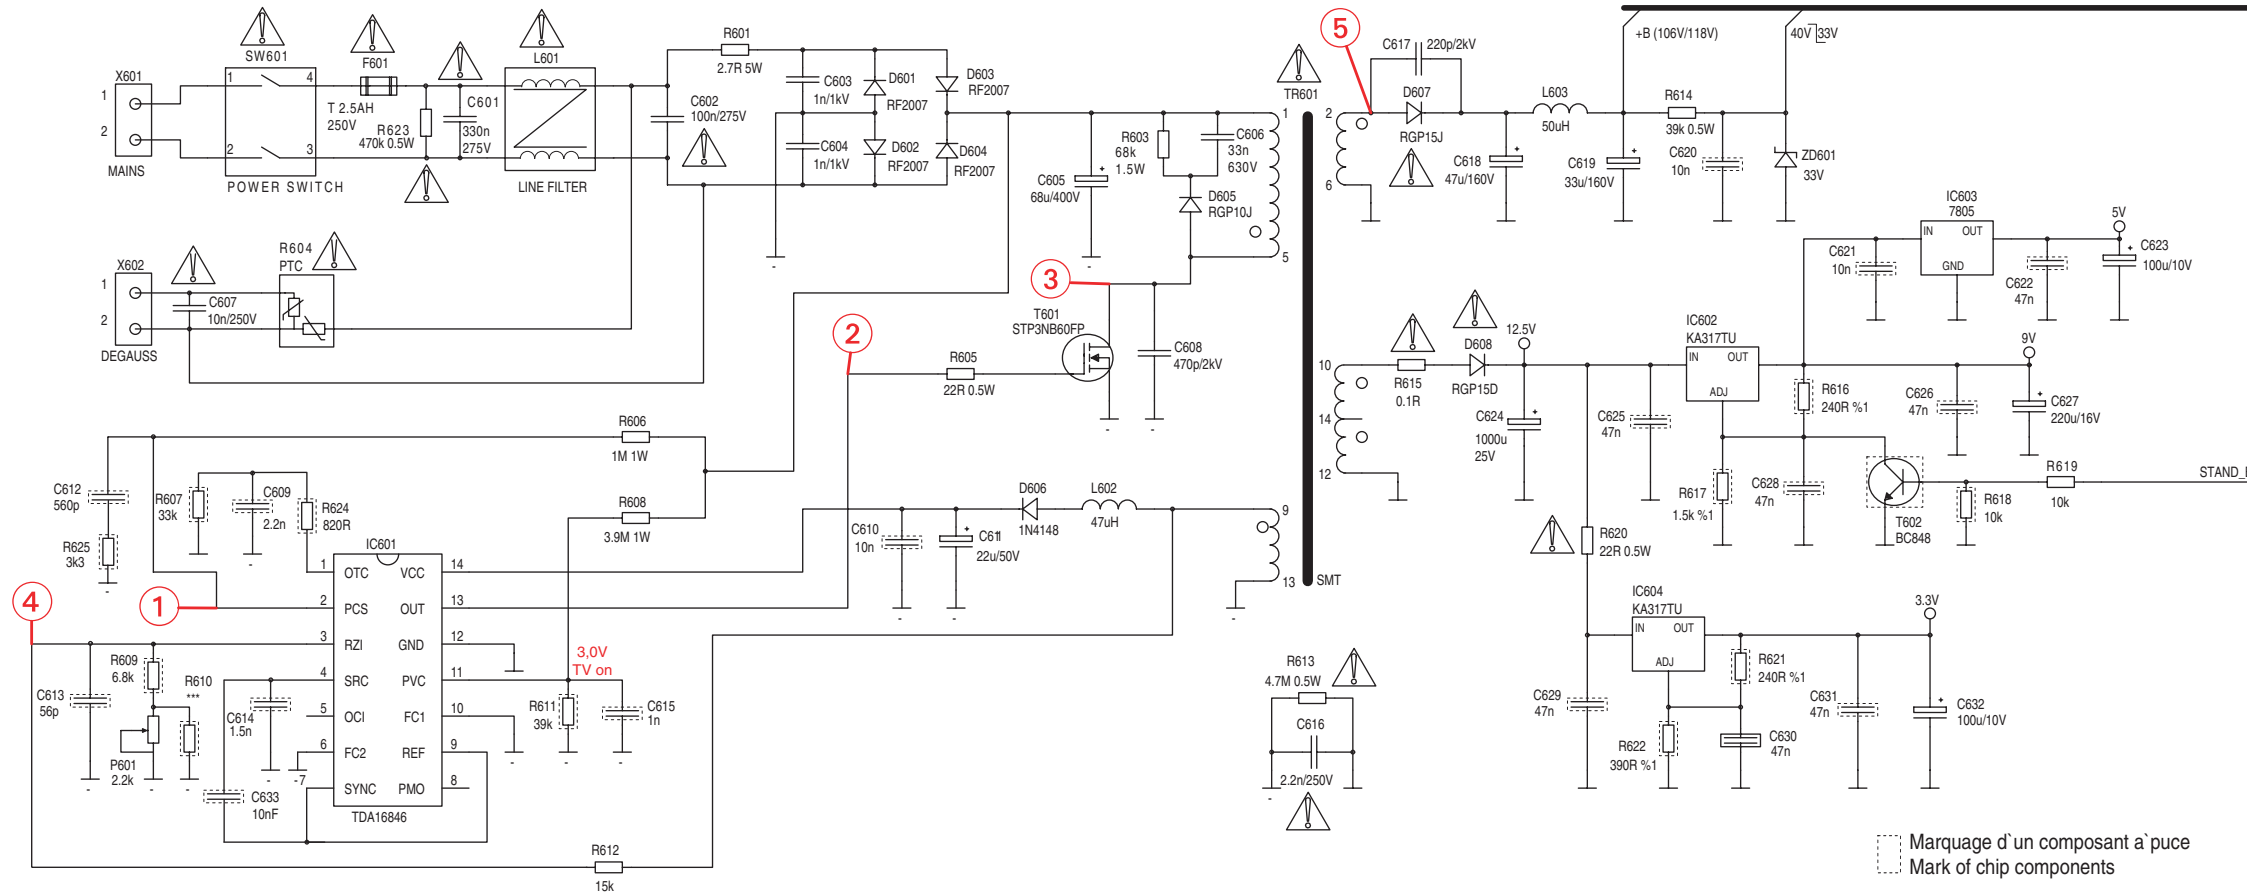 X601
1
2
MAINS
SW601
1
4
2
3
POWER SWITCH
F601
T 2.5AH
250V
R623
470k 0.5W
C601
330n
275V
L601
LINE FILTER
R601
2.7R 5W
C602
100n/275V
C603
1n/1kV
C604
1n/1kV
D601
RF2007
D602
RF2007
D603
RF2007
D604
RF2007
X602
1
2
DEGAUSS
C607
10n/250V
R604
PTC
C605
68u/400V
R603
68k
1.5W
C606
33n
630V
D605
RGP10J
TR601
1
5
2
6
10
14
12
9
13
SMT
3
T601
STP3NB60FP
C608
470p/2kV
2
R605
22R 0.5W
5
C617
220p/2kV
D607
RGP15J
C618
47u/160V
L603
50uH
+B (106V/118V)
40V
33V
C619
33u/160V
R614
39k 0.5W
C620
10n
ZD601
33V
IC603
7805
IN
OUT
GND
C621
10n
C622
47n
5V
C623
100u/10V
R615
0.1R
D608
RGP15D
12.5V
C624
1000u
25V
C625
47n
IC602
KA317TU
IN
OUT
ADJ
R616
240R %1
C626
47n
9V
C627
220u/16V
R617
1.5k %1
C628
47n
T602
BC848
R618
10k
R619
10k
R620
22R 0.5W
IC604
KA317TU
IN
OUT
ADJ
C629
47n
R621
240R %1
R622
390R %1
C630
47n
C631
47n
3.3V
C632
100u/10V
R606
1M 1W
R608
3.9M 1W
C612
560p
R625
3k3
R607
33k
C609
2.2n
R624
820R
IC601
1
OTC
VCC
14
2
PCS
OUT
13
3
RZI
GND
12
4
SRC
PVC
11
5
OCI
FC1
10
6
FC2
REF
9
7
SYNC
PMO
8
TDA16846
1
4
C613
56p
R609
6.8k
R610
***
P601
2.2k
C614
1.5n
C633
10nF
3,0V
TV on
R611
39k
C615
1n
C610
10n
C611
22u/50V
D606
1N4148
L602
47uH
R612
15k
R613
4.7M 0.5W
C616
2.2n/250V
Marquage d`un composant a`puce
Mark of chip components